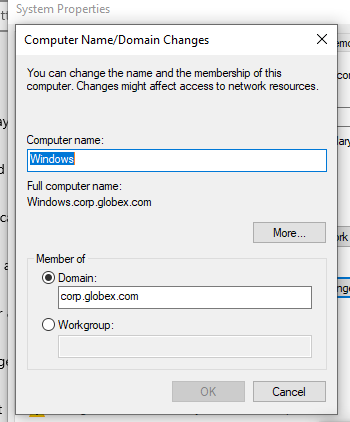 System Properties
Computer Name/Domain Changes
You can change the name and the membership of this
computer. Changes might affect access to network resources.
Computer name:
Windows
Full computer name:
Windows.corp.globex.com
More...
Member of
Domain:
corp.globex.com
Workgroup:
OK
Cancel